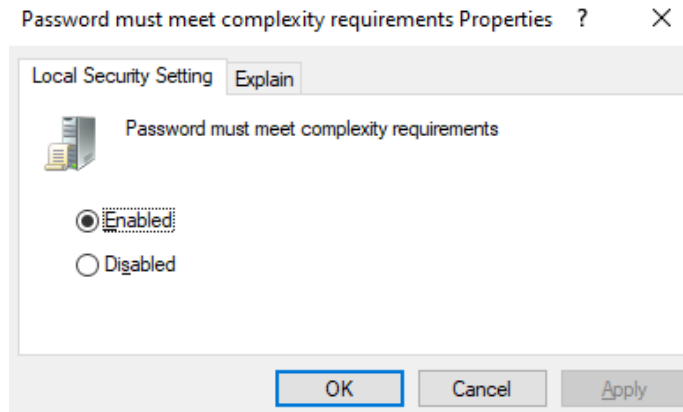 Password must meet complexity requirements Properties ? ×
Local Security Setting Explain
Password must meet complexity requirements
Enabled
Disabled
OK Cancel Apply